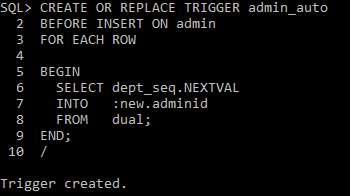 SQL> CREATE OR REPLACE TRIGGER admin_auto
  2  BEFORE INSERT ON admin
  3  FOR EACH ROW
  4
  5  BEGIN
  6    SELECT dept_seq.NEXTVAL
  7    INTO   :new.adminid
  8    FROM   dual;
  9  END;
 10  /
Trigger created.